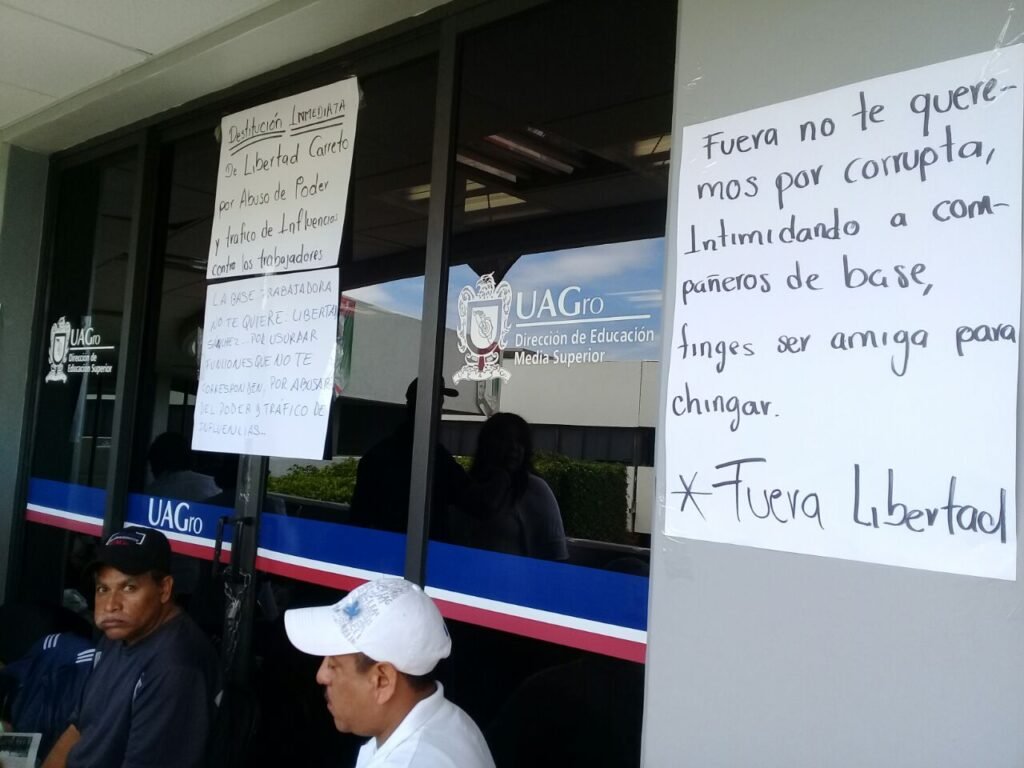 Destitución Inmediata
De Libertad Carreto
por Abuso de Poder
y trafico de Influencias
contra los trabajadores
LA BASE TRABAJADORA
NO TE QUIERE. LIBERTAD
SANCHEZ... POR USURPAR
FUNCIONES QUE NO TE
CORRESPONDEN, POR ABUSAR
DEL PODER y TRÁFICO DE
INFLUENCIAS...
UAGro
Dirección de
Educación Superior
UAGro
Dirección de Educación
Media Superior
UAGro
Fuera no te quere-
mos por corrupta,
Intimidando a com-
pañeros de base,
finges ser amiga para
chingar.
* Fuera Libertad